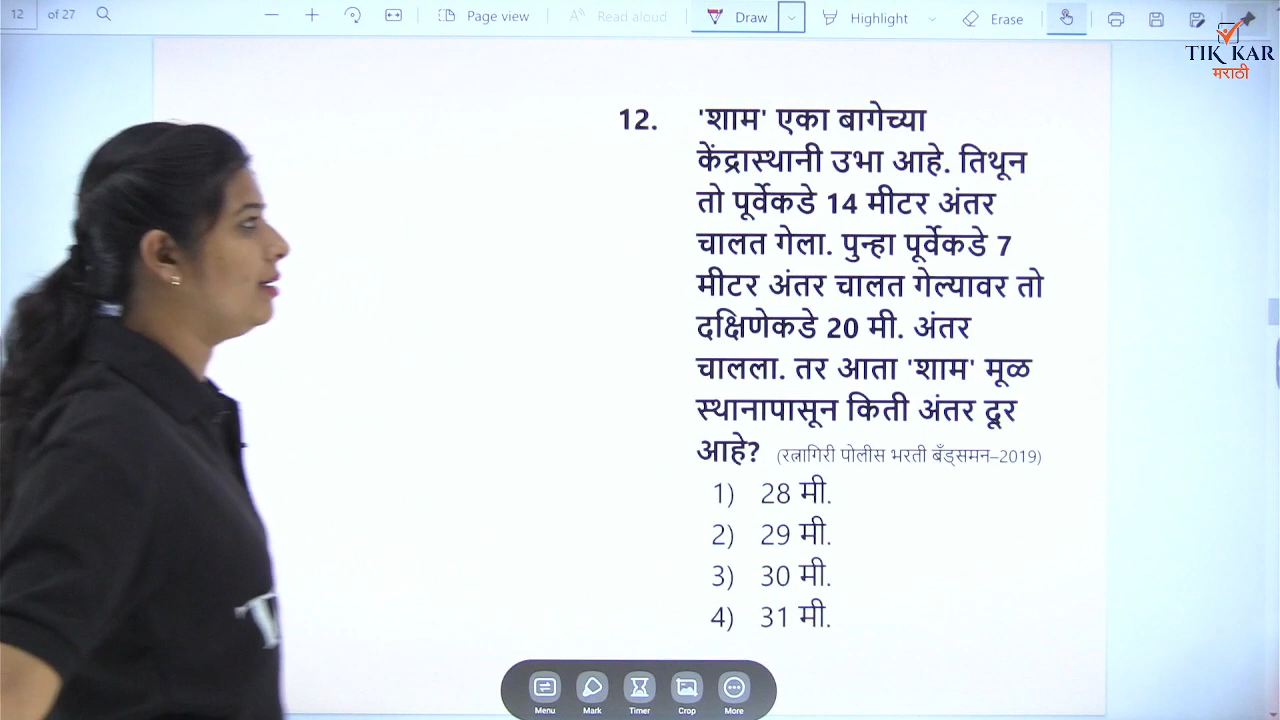 12 of 27 Page view Read aloud Draw Highlight Erase
TIK KAR
मराठी
12. 'शाम' एका बागेच्या
केंद्रास्थानी उभा आहे. तिथून
तो पूर्वेकडे 14 मीटर अंतर
चालत गेला. पुन्हा पूर्वेकडे 7
मीटर अंतर चालत गेल्यावर तो
दक्षिणेकडे 20 मी. अंतर
चालला. तर आता 'शाम' मूळ
स्थानापासून किती अंतर दूर
आहे? (रत्नागिरी पोलीस भरती बँड्समन–2019)
1) 28 मी.
2) 29 मी.
3) 30 मी.
4) 31 मी.
Menu Mark Timer Crop More